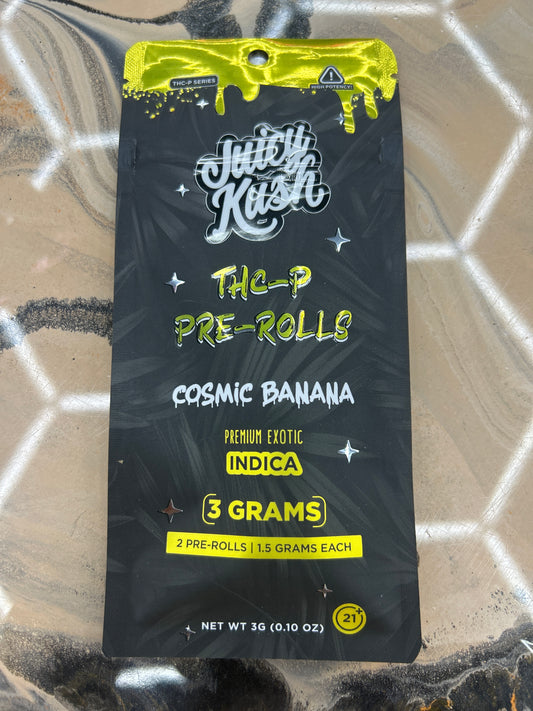 THC-P SERIES
HIGH POTENCY!
Juicy
Kush
THC-P
PRE-ROLLS
COSMIC BANANA
PREMIUM EXOTIC
INDICA
3 GRAMS
2 PRE-ROLLS | 1.5 GRAMS EACH
NET WT 3G (0.10 OZ)
21+